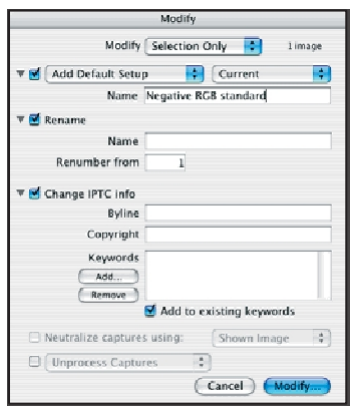 Modify
Modify Selection Only 1 image
Add Default Setup Current
Name Negative RGB standard
Rename
Name
Renumber from 1
Change IPTC info
Byline
Copyright
Keywords
Add...
Remove
Add to existing keywords
Neutralize captures using: Shown Image
Unprocess Captures
Cancel Modify...